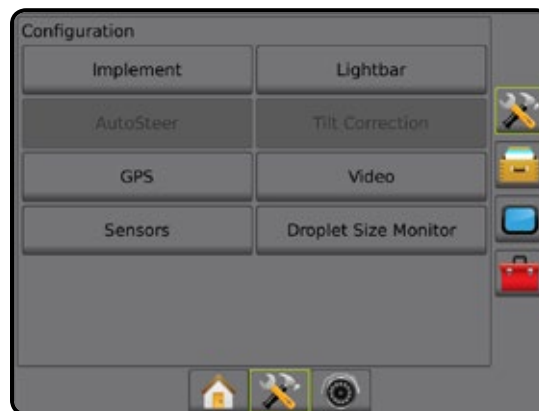 Configuration
Implement
Lightbar
AutoSteer
Tilt Correction
GPS
Video
Sensors
Droplet Size Monitor